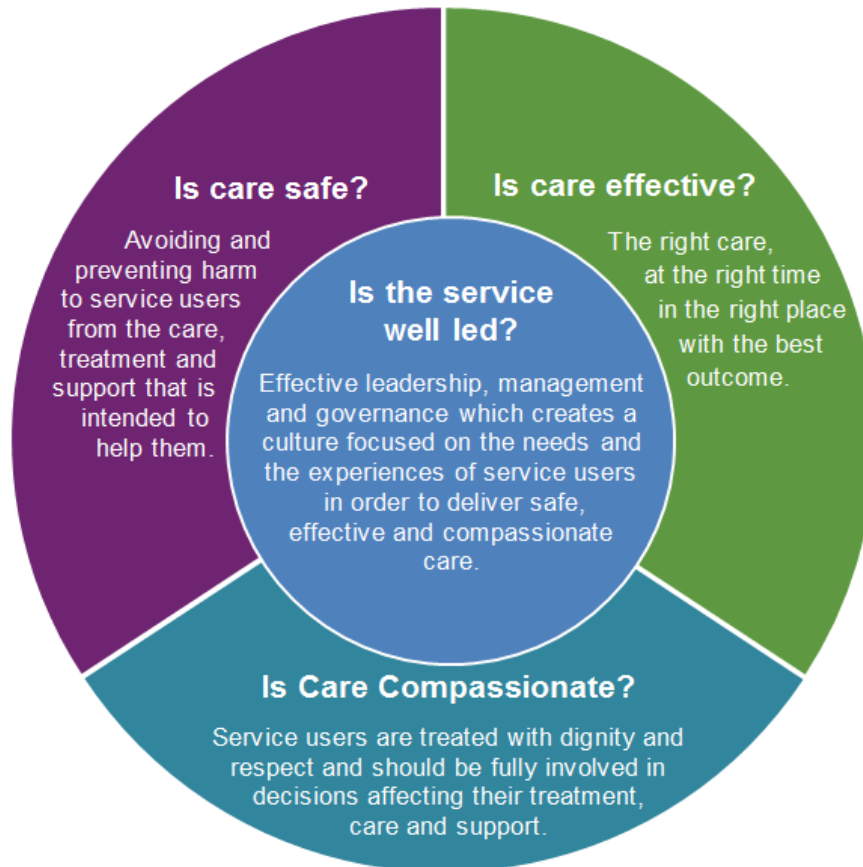 Is care safe?
Avoiding and
preventing harm
to service users
from the care,
treatment and
support that is
intended to
help them.
Is care effective?
The right care,
at the right time
in the right place
with the best
outcome.
Is the service
well led?
Effective leadership, management
and governance which creates a
culture focused on the needs and
the experiences of service users
in order to deliver safe,
effective and compassionate
care.
Is Care Compassionate?
Service users are treated with dignity and
respect and should be fully involved in
decisions affecting their treatment,
care and support.